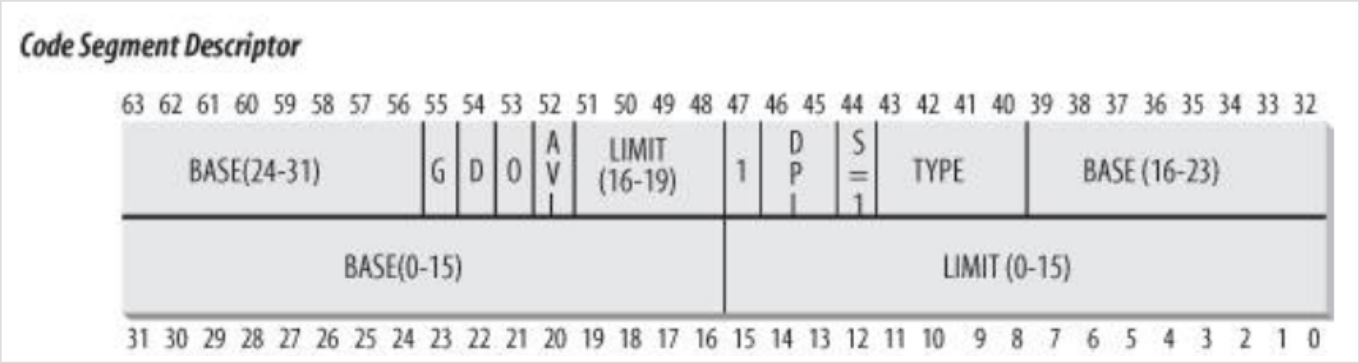 Code Segment Descriptor
63 62 61 60 59 58 57 56 55 54 53 52 51 50 49 48 47 46 45 44 43 42 41 40 39 38 37 36 35 34 33 32
BASE(24-31) G D 0 AVL LIMIT (16-19) 1 DPL S=1 TYPE BASE (16-23)
BASE(0-15) LIMIT (0-15)
31 30 29 28 27 26 25 24 23 22 21 20 19 18 17 16 15 14 13 12 11 10 9 8 7 6 5 4 3 2 1 0